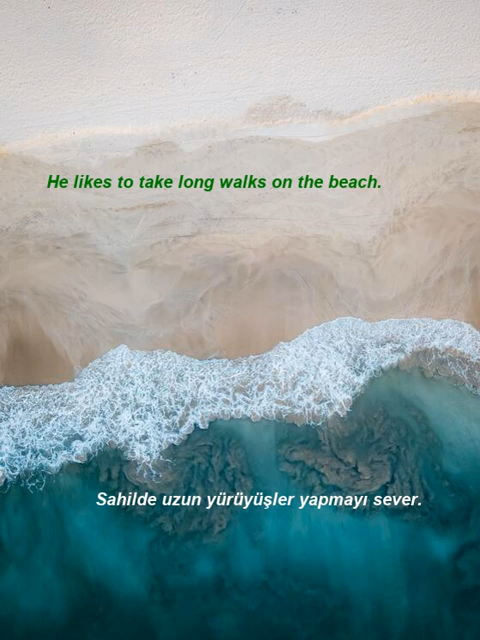 He likes to take long walks on the beach.
Sahilde uzun yürüyüşler yapmayı sever.